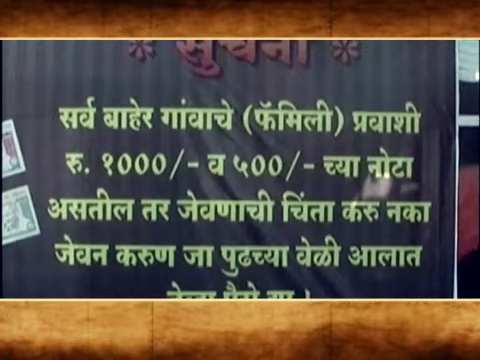 * सुचना *
सर्व बाहेर गांवाचे (फॅमिली) प्रवाशी
रु. १०००/- व ५००/- च्या नोटा
असतील तर जेवणाची चिंता करु नका
जेवन करुण जा पुढच्या वेळी आलात